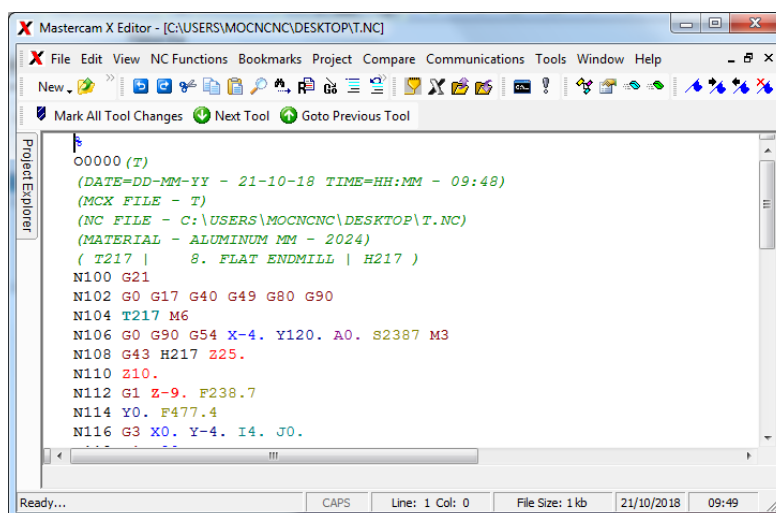 Mastercam X Editor - [C:\USERS\MOCNCNC\DESKTOP\T.NC]
File Edit View NC Functions Bookmarks Project Compare Communications Tools Window Help
New
Mark All Tool Changes Next Tool Goto Previous Tool
Project Explorer
%
O0000 (T)
(DATE=DD-MM-YY - 21-10-18 TIME=HH:MM - 09:48)
(MCX FILE - T)
(NC FILE - C:\USERS\MOCNCNC\DESKTOP\T.NC)
(MATERIAL - ALUMINUM MM - 2024)
( T217 | 8. FLAT ENDMILL | H217 )
N100 G21
N102 G0 G17 G40 G49 G80 G90
N104 T217 M6
N106 G0 G90 G54 X-4. Y120. A0. S2387 M3
N108 G43 H217 Z25.
N110 Z10.
N112 G1 Z-9. F238.7
N114 Y0. F477.4
N116 G3 X0. Y-4. I4. J0.
Ready... CAPS Line: 1 Col: 0 File Size: 1 kb 21/10/2018 09:49